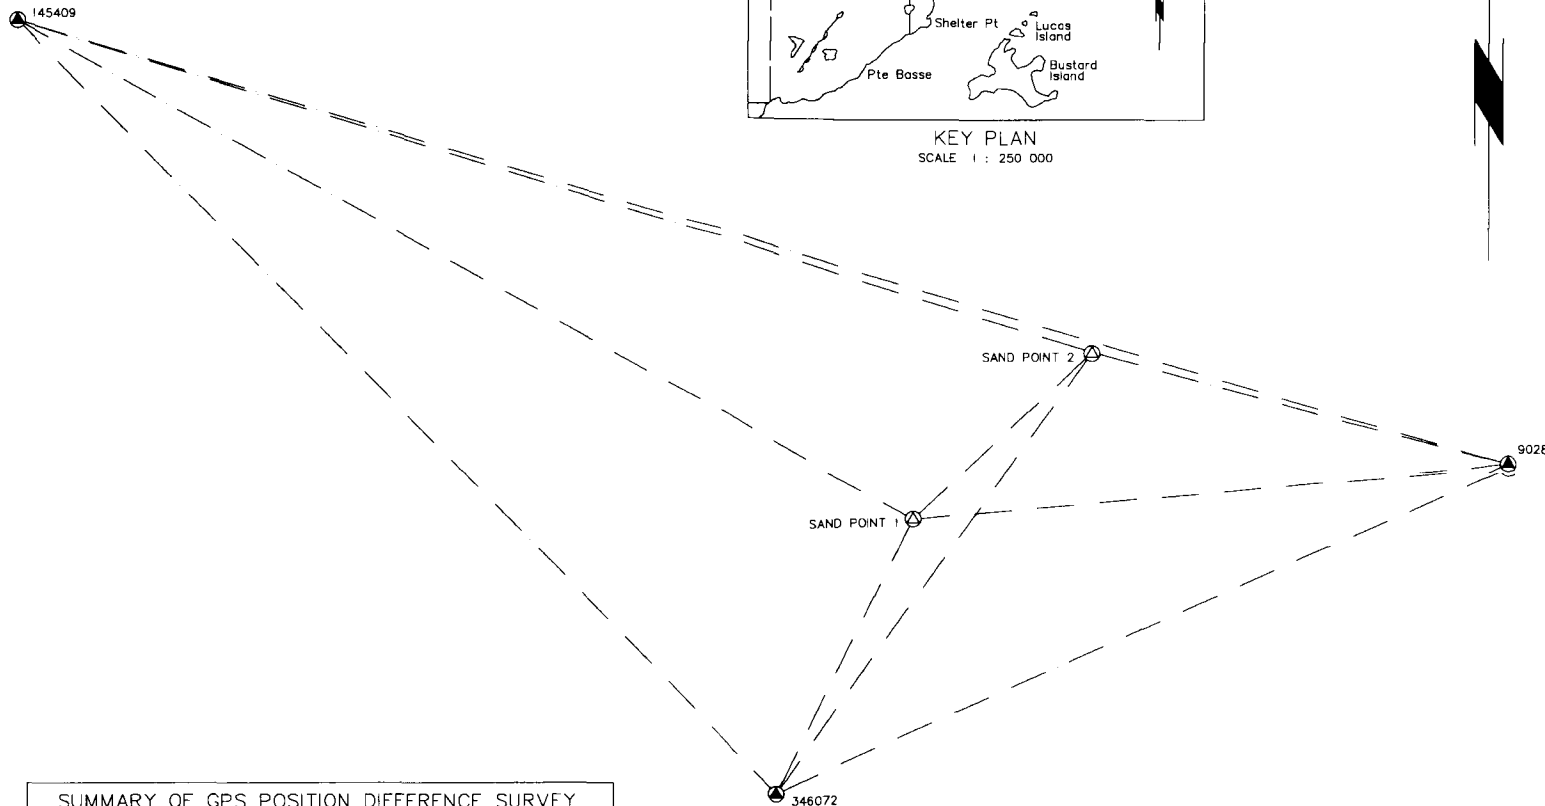 145409
Shelter Pt
Lucas
Island
Bustard
Island
Pte Basse
KEY PLAN
SCALE 1 : 250 000
SAND POINT 2
9028
SAND POINT 1
346072
SUMMARY OF GPS POSITION DIFFERENCE SURVEY